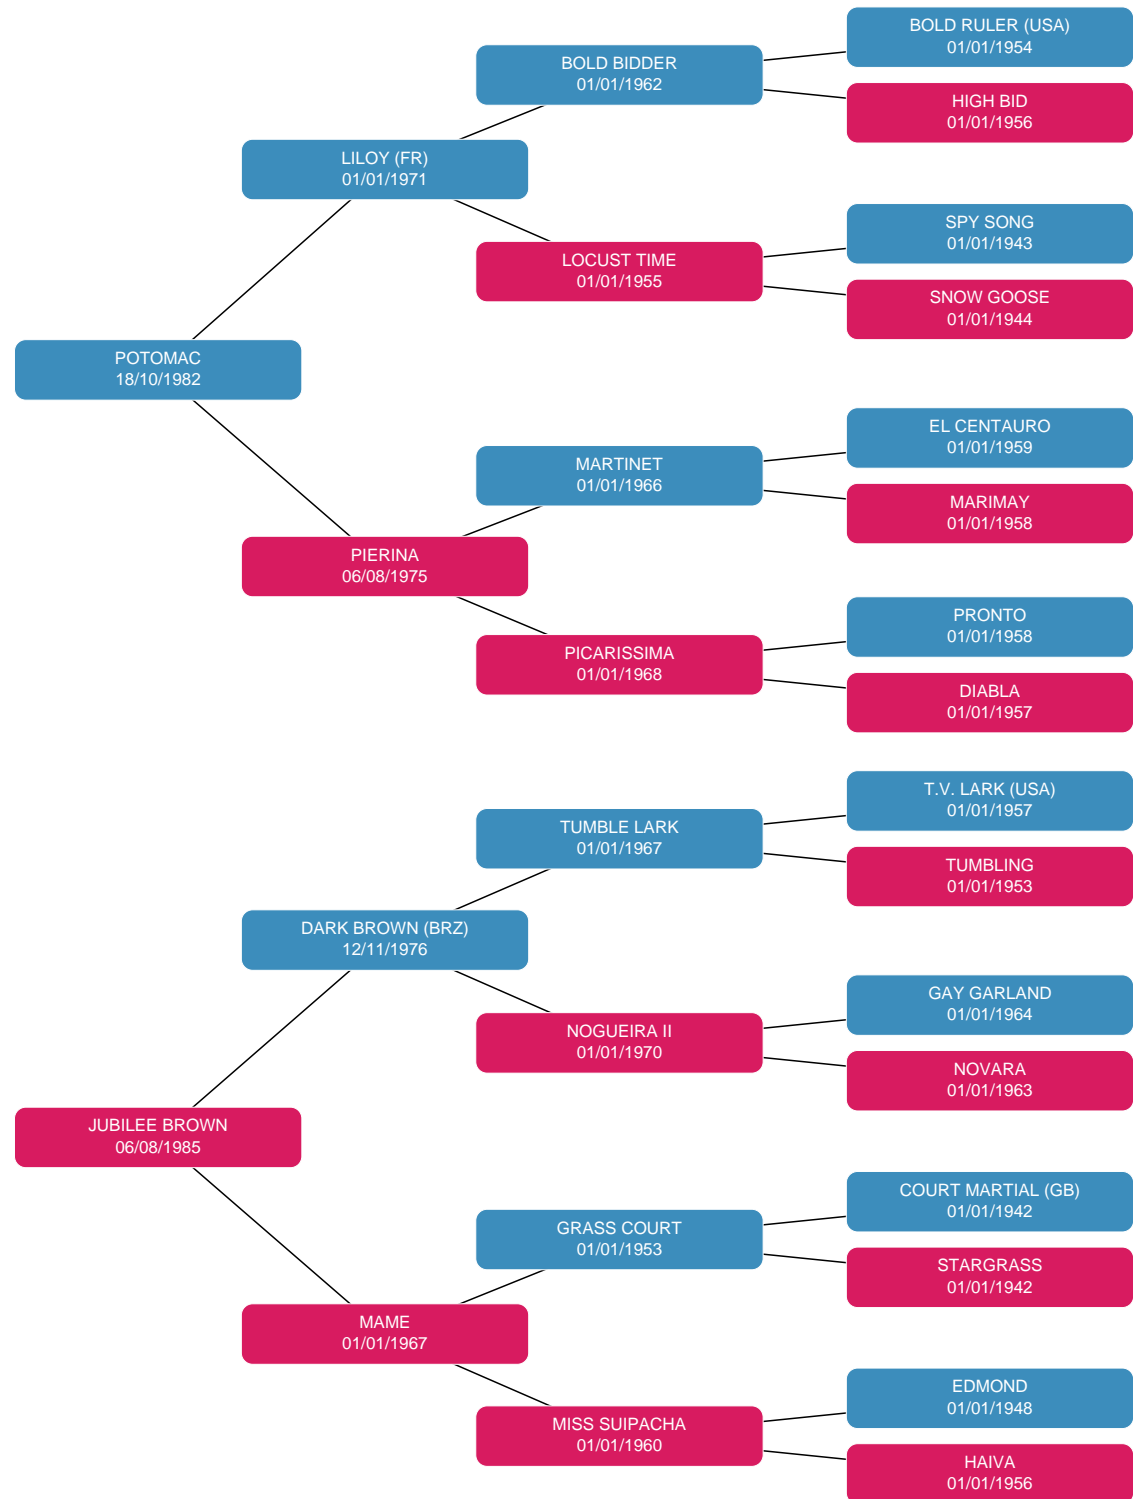 BOLD RULER (USA)
01/01/1954
BOLD BIDDER
01/01/1962
HIGH BID
01/01/1956
LILOY (FR)
01/01/1971
SPY SONG
01/01/1943
LOCUST TIME
01/01/1955
SNOW GOOSE
01/01/1944
POTOMAC
18/10/1982
EL CENTAURO
01/01/1959
MARTINET
01/01/1966
MARIMAY
01/01/1958
PIERINA
06/08/1975
PRONTO
01/01/1958
PICARISSIMA
01/01/1968
DIABLA
01/01/1957
T.V. LARK (USA)
01/01/1957
TUMBLE LARK
01/01/1967
TUMBLING
01/01/1953
DARK BROWN (BRZ)
12/11/1976
GAY GARLAND
01/01/1964
NOGUEIRA II
01/01/1970
NOVARA
01/01/1963
JUBILEE BROWN
06/08/1985
COURT MARTIAL (GB)
01/01/1942
GRASS COURT
01/01/1953
STARGRASS
01/01/1942
MAME
01/01/1967
EDMOND
01/01/1948
MISS SUIPACHA
01/01/1960
HAIVA
01/01/1956